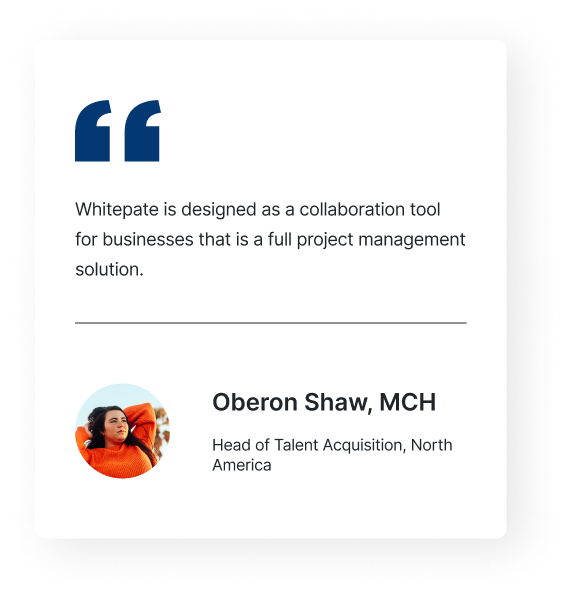 Whitepate is designed as a collaboration tool
for businesses that is a full project management
solution.
Oberon Shaw, MCH
Head of Talent Acquisition, North
America